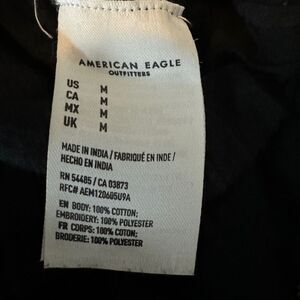 AMERICAN EAGLE
OUTFITTERS
US M
CA M
MX M
UK M
MADE IN INDIA / FABRIQUÉ EN INDE /
HECHO EN INDIA
RN 54485 / CA 03873
RFC# AEM120605U9A
EN BODY: 100% COTTON;
EMBROIDERY: 100% POLYESTER
FR CORPS: 100% COTON;
BRODERIE: 100% POLYESTER